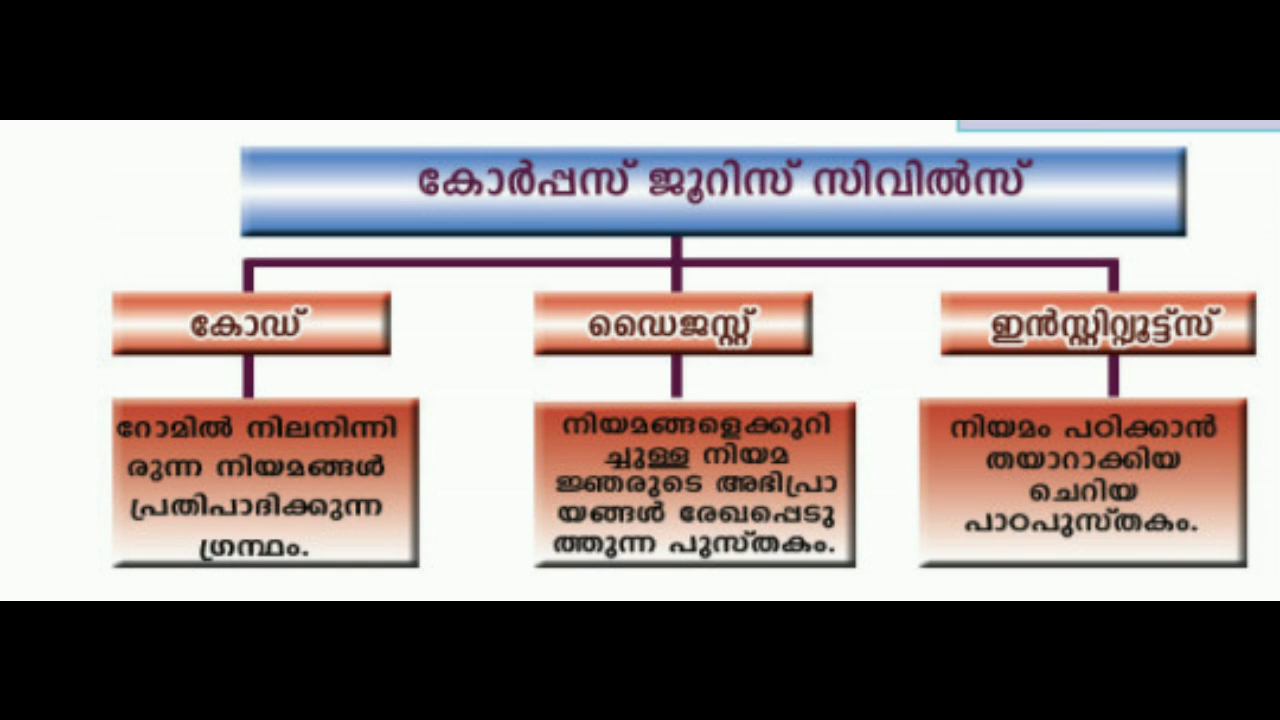 കോർപ്പസ് ജൂറിസ് സിവിൽസ്
കോഡ്
ഡൈജസ്റ്റ്
ഇൻസ്റ്റിറ്റ്യൂട്ട്സ്
റോമിൽ നിലനിന്നി
രുന്ന നിയമങ്ങൾ
പ്രതിപാദിക്കുന്ന
ഗ്രന്ഥം.
നിയമങ്ങളെക്കുറി
ച്ചുള്ള നിയമ
ജ്ഞരുടെ അഭിപ്രാ
യങ്ങൾ രേഖപ്പെടു
ത്തുന്ന പുസ്തകം.
നിയമം പഠിക്കാൻ
തയാറാക്കിയ
ചെറിയ
പാഠപുസ്തകം.